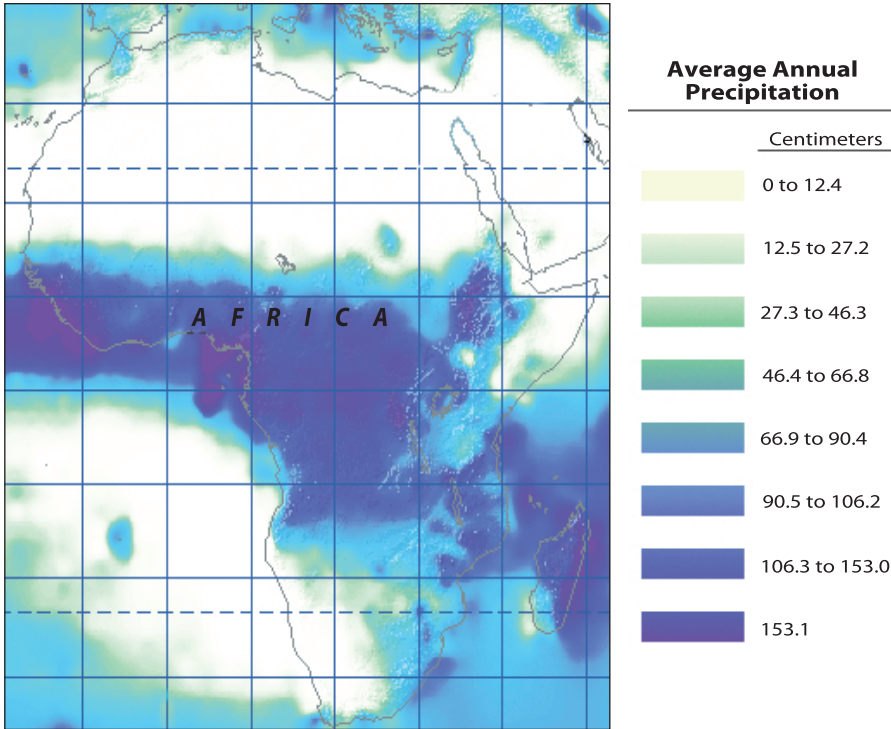 AFRICA
Average Annual
Precipitation
Centimeters
0 to 12.4
12.5 to 27.2
27.3 to 46.3
46.4 to 66.8
66.9 to 90.4
90.5 to 106.2
106.3 to 153.0
153.1